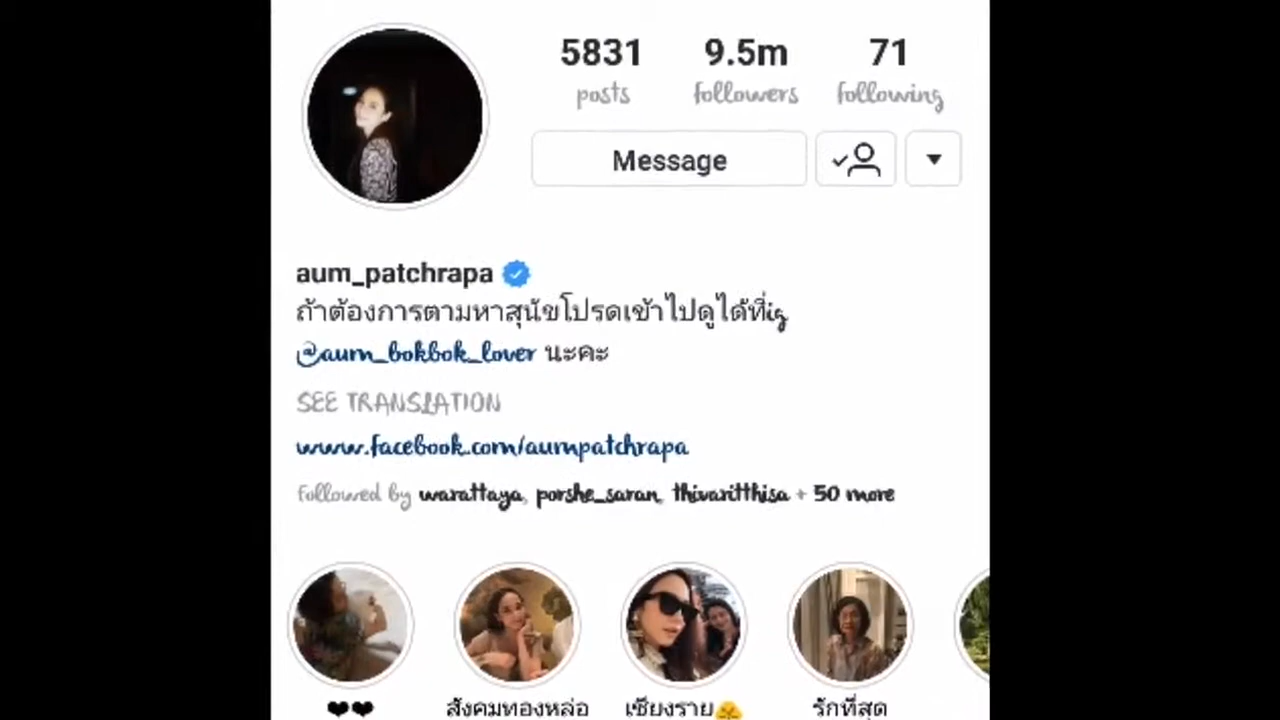 5831 9.5m 71
posts followers following
Message
aum_patchrapa
ถ้าต้องการตามหาสุนัขโปรดเข้าไปดูได้ที่ig
@aum_bokbok_lover นะคะ
SEE TRANSLATION
www.facebook.com/aumpatchrapa
Followed by warattaya, porshe_saran, thivaritthisa + 50 more
❤❤ สังคมทองหล่อ เชียงราย รักที่สุด